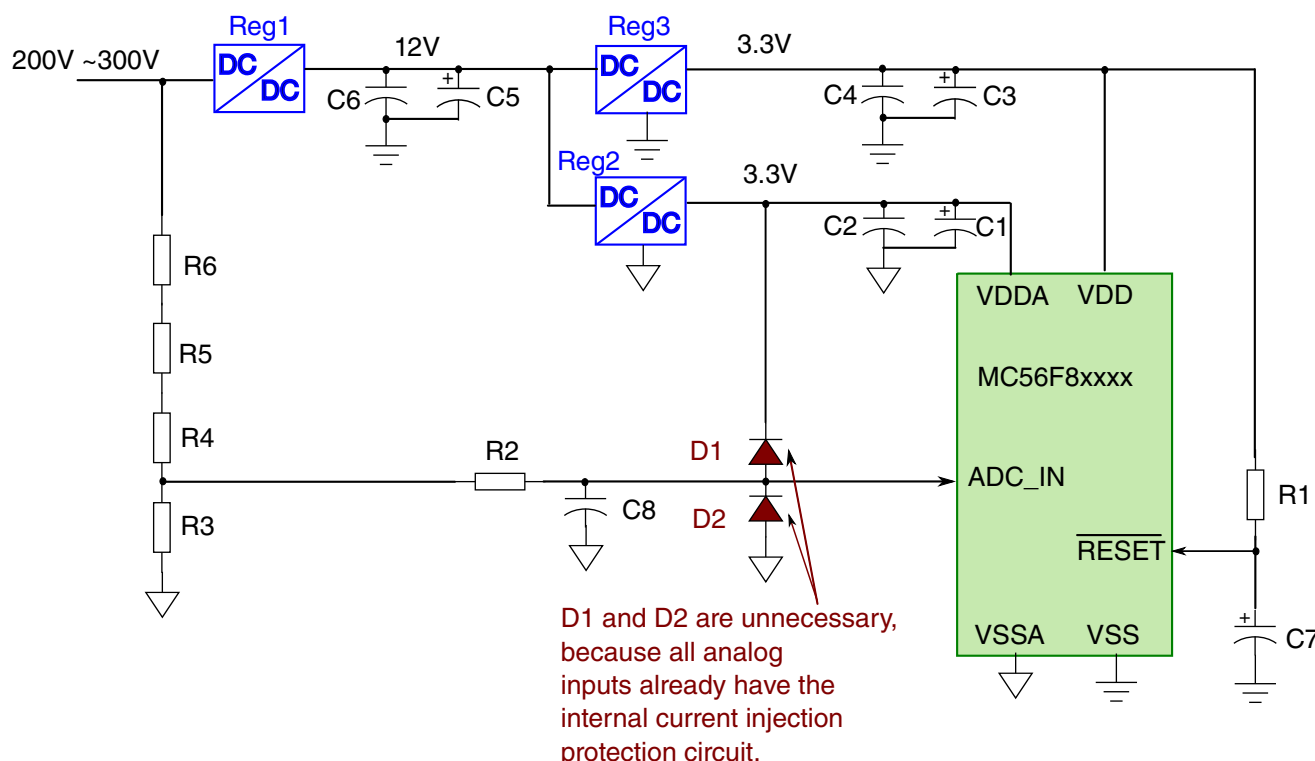 Reg1
Reg3
200V ~300V
12V
3.3V
DC
DC
DC
DC
C6
+
C5
C4
+
C3
Reg2
3.3V
DC
DC
C2
+
C1
R6
VDDA
VDD
R5
MC56F8xxxx
R4
R2
D1
ADC_IN
R1
R3
C8
D2
RESET
D1 and D2 are unnecessary,
because all analog
inputs already have the
internal current injection
protection circuit.
VSSA
VSS
+
C7